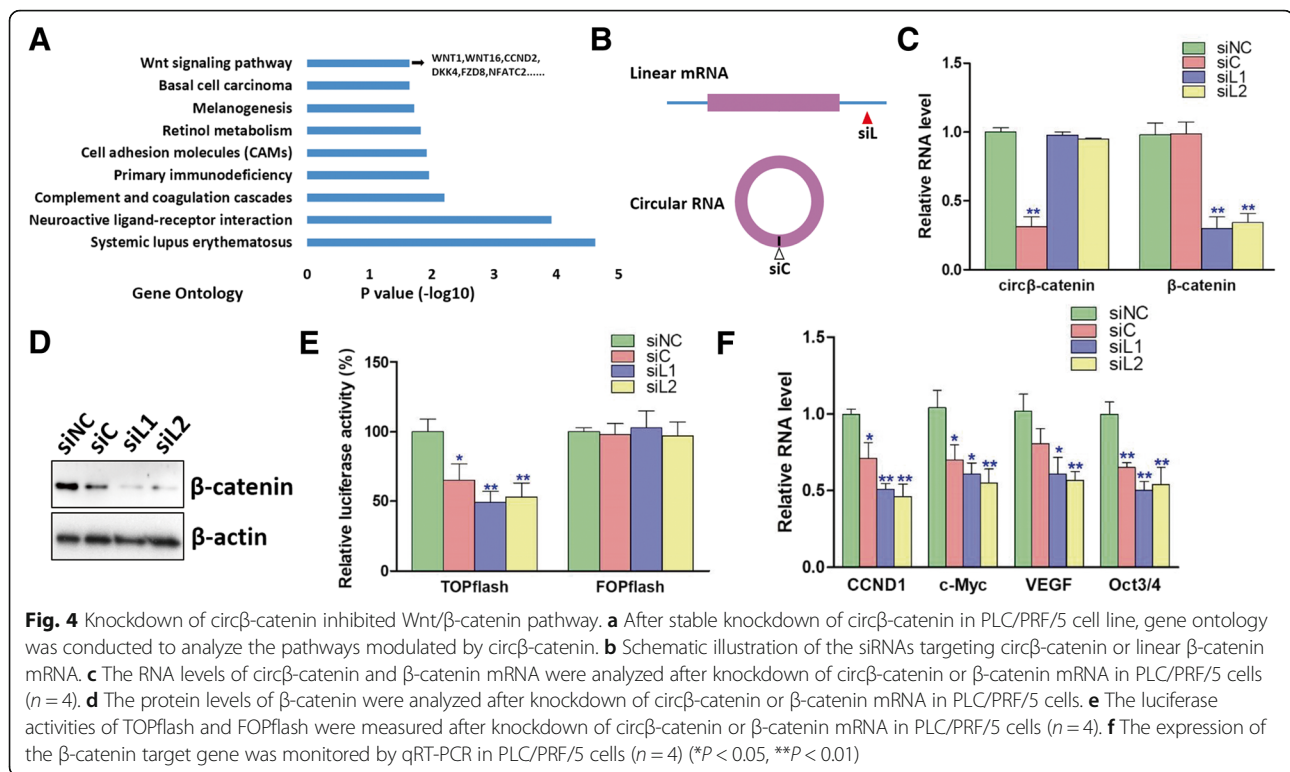 A
Wnt signaling pathway
Basal cell carcinoma
Melanogenesis
Retinol metabolism
Cell adhesion molecules (CAMs)
Primary immunodeficiency
Complement and coagulation cascades
Neuroactive ligand-receptor interaction
Systemic lupus erythematosus
WNT1,WNT16,CCND2,
DKK4,FZD8,NFATC2......
0 1 2 3 4 5
Gene Ontology
P value (-log10)
B
Linear mRNA
siL
Circular RNA
siC
C
siNC
siC
siL1
siL2
Relative RNA level
1.5
1.0
0.5
0.0
**
**
**
circβ-catenin
β-catenin
D
siNC
siC
siL1
siL2
β-catenin
β-actin
E
siNC
siC
siL1
siL2
Relative luciferase activity (%)
150
100
50
0
*
**
**
TOPflash
FOPflash
F
siNC
siC
siL1
siL2
Relative RNA level
1.5
1.0
0.5
0.0
*
**
**
*
*
**
*
**
**
**
**
CCND1
c-Myc
VEGF
Oct3/4
Fig. 4 Knockdown of circβ-catenin inhibited Wnt/β-catenin pathway. a After stable knockdown of circβ-catenin in PLC/PRF/5 cell line, gene ontology
was conducted to analyze the pathways modulated by circβ-catenin. b Schematic illustration of the siRNAs targeting circβ-catenin or linear β-catenin
mRNA. c The RNA levels of circβ-catenin and β-catenin mRNA were analyzed after knockdown of circβ-catenin or β-catenin mRNA in PLC/PRF/5 cells
(n = 4). d The protein levels of β-catenin were analyzed after knockdown of circβ-catenin or β-catenin mRNA in PLC/PRF/5 cells. e The luciferase
activities of TOPflash and FOPflash were measured after knockdown of circβ-catenin or β-catenin mRNA in PLC/PRF/5 cells (n = 4). f The expression of
the β-catenin target gene was monitored by qRT-PCR in PLC/PRF/5 cells (n = 4) (*P < 0.05, **P < 0.01)